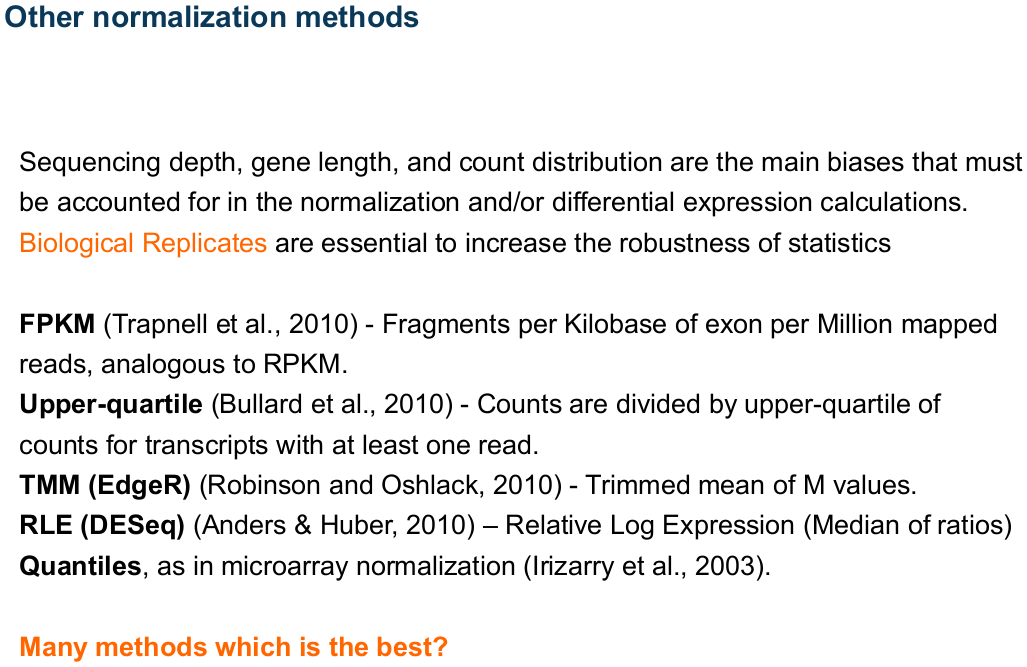 Other normalization methods
Sequencing depth, gene length, and count distribution are the main biases that must
be accounted for in the normalization and/or differential expression calculations.
Biological Replicates are essential to increase the robustness of statistics
FPKM (Trapnell et al., 2010) - Fragments per Kilobase of exon per Million mapped
reads, analogous to RPKM.
Upper-quartile (Bullard et al., 2010) - Counts are divided by upper-quartile of
counts for transcripts with at least one read.
TMM (EdgeR) (Robinson and Oshlack, 2010) - Trimmed mean of M values.
RLE (DESeq) (Anders & Huber, 2010) – Relative Log Expression (Median of ratios)
Quantiles, as in microarray normalization (Irizarry et al., 2003).
Many methods which is the best?